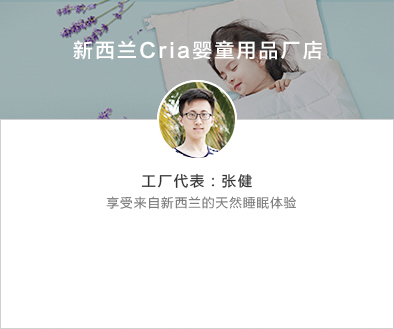 新西兰Cria婴童用品厂店
工厂代表：张健
享受来自新西兰的天然睡眠体验